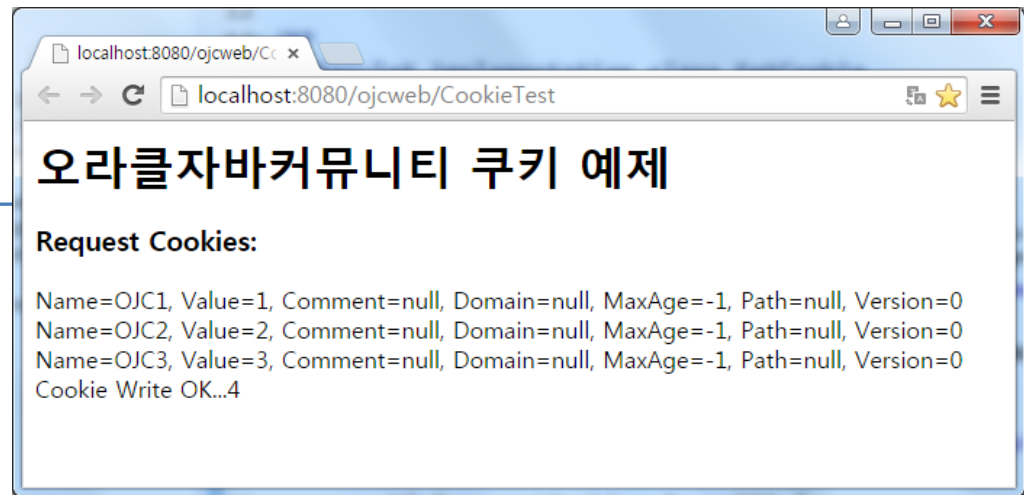 localhost:8080/ojcweb/Cc
localhost:8080/ojcweb/CookieTest
오라클자바커뮤니티 쿠키 예제
Request Cookies:
Name=OJC1, Value=1, Comment=null, Domain=null, MaxAge=-1, Path=null, Version=0
Name=OJC2, Value=2, Comment=null, Domain=null, MaxAge=-1, Path=null, Version=0
Name=OJC3, Value=3, Comment=null, Domain=null, MaxAge=-1, Path=null, Version=0
Cookie Write OK...4